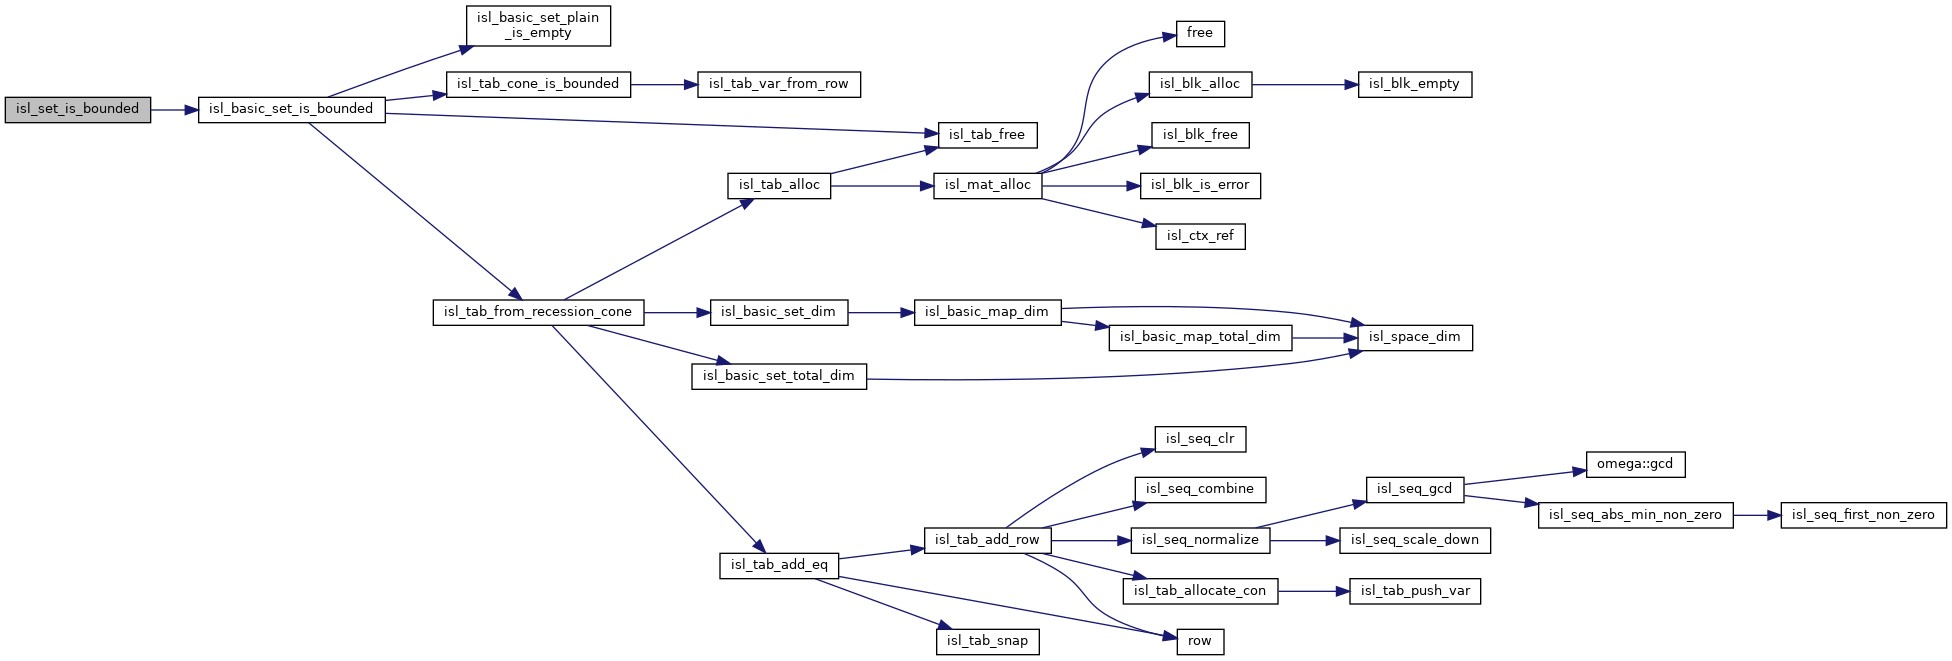 isl_set_is_bounded
isl_basic_set_is_bounded
isl_basic_set_plain
_is_empty
isl_tab_cone_is_bounded
isl_tab_var_from_row
isl_tab_free
isl_tab_from_recession_cone
isl_tab_alloc
isl_mat_alloc
free
isl_blk_alloc
isl_blk_empty
isl_blk_free
isl_blk_is_error
isl_ctx_ref
isl_basic_set_dim
isl_basic_map_dim
isl_basic_map_total_dim
isl_space_dim
isl_basic_set_total_dim
isl_tab_add_eq
isl_tab_add_row
isl_seq_clr
isl_seq_combine
isl_seq_normalize
isl_seq_gcd
omega::gcd
isl_seq_abs_min_non_zero
isl_seq_first_non_zero
isl_seq_scale_down
isl_tab_allocate_con
isl_tab_push_var
row
isl_tab_snap